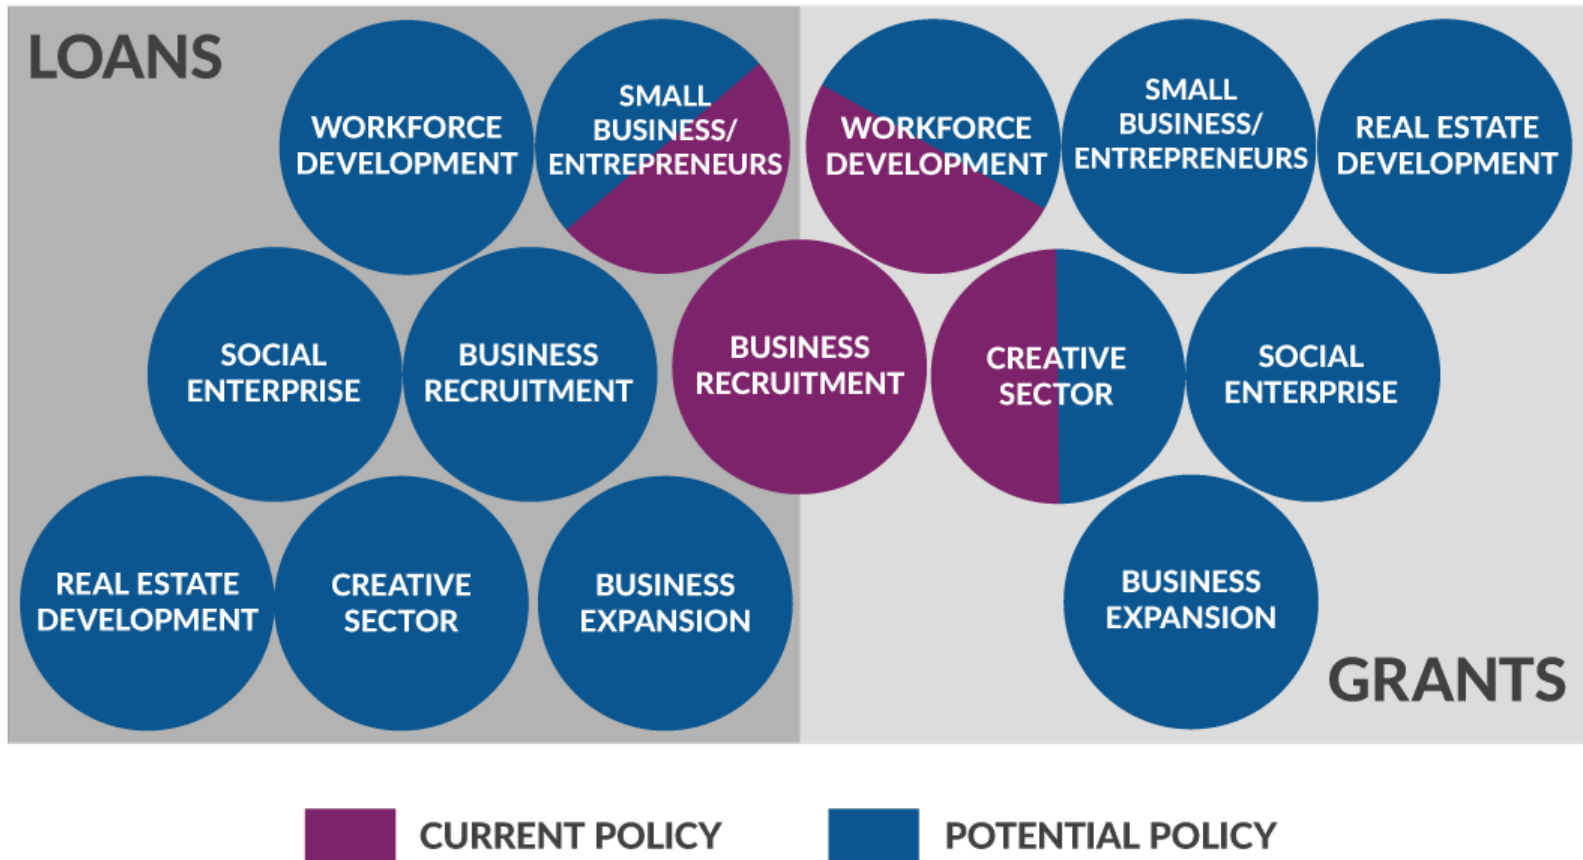 LOANS
WORKFORCE
DEVELOPMENT
SMALL
BUSINESS/
ENTREPRENEURS
WORKFORCE
DEVELOPMENT
SMALL
BUSINESS/
ENTREPRENEURS
REAL ESTATE
DEVELOPMENT
SOCIAL
ENTERPRISE
BUSINESS
RECRUITMENT
BUSINESS
RECRUITMENT
CREATIVE
SECTOR
SOCIAL
ENTERPRISE
REAL ESTATE
DEVELOPMENT
CREATIVE
SECTOR
BUSINESS
EXPANSION
BUSINESS
EXPANSION
GRANTS
CURRENT POLICY
POTENTIAL POLICY